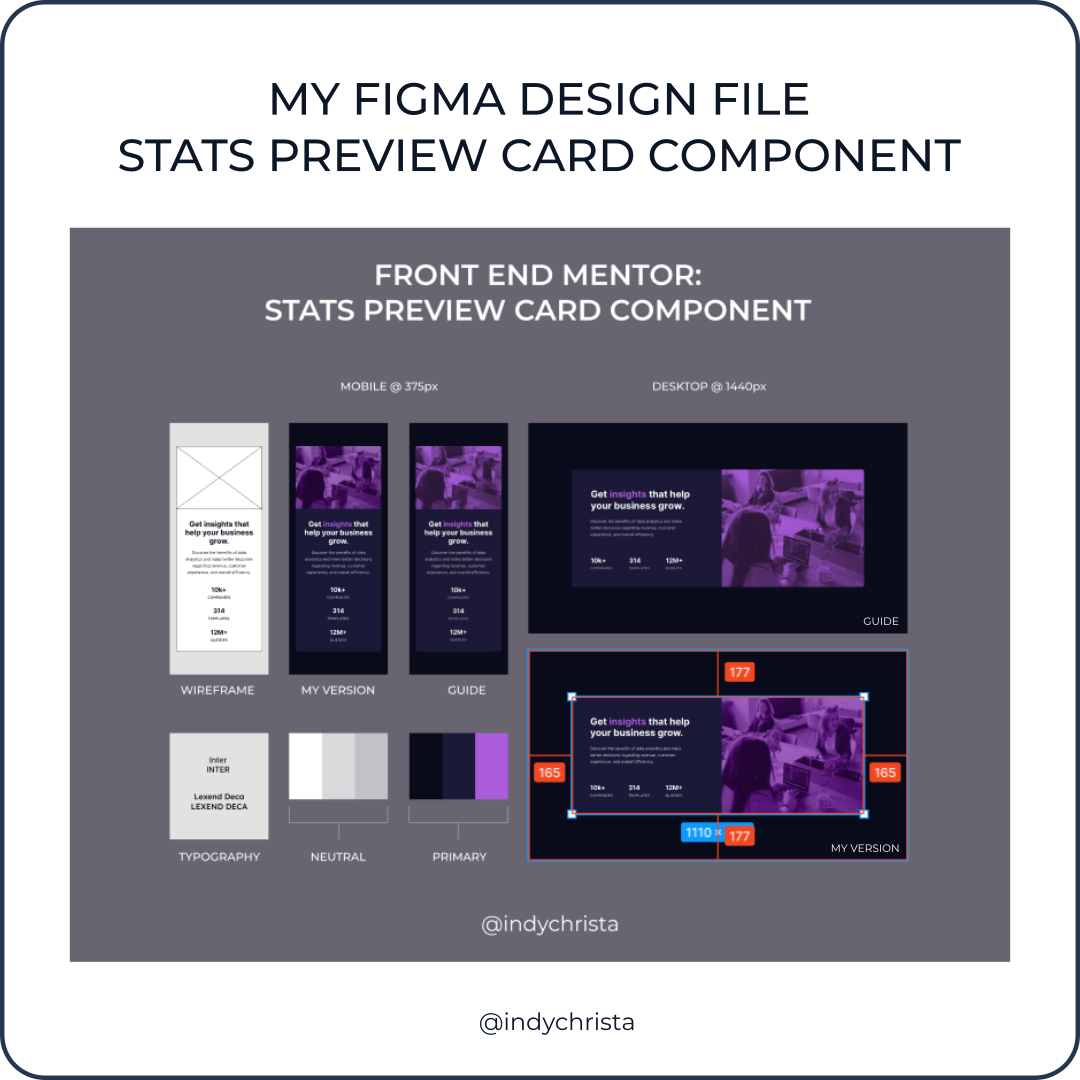 MY FIGMA DESIGN FILE
STATS PREVIEW CARD COMPONENT
FRONT END MENTOR:
STATS PREVIEW CARD COMPONENT
MOBILE @ 375px
DESKTOP @ 1440px
Get insights that
help your business
grow.
Discover the benefits of data
analytics and make better decisions
regarding revenue, customer
experience, and overall efficiency.
10k+
COMPANIES
314
TEMPLATES
12M+
QUERIES
WIREFRAME
Get insights that
help your business
grow.
Discover the benefits of data
analytics and make better decisions
regarding revenue, customer
experience, and overall efficiency.
10k+
COMPANIES
314
TEMPLATES
12M+
QUERIES
MY VERSION
Get insights that
help your business
grow.
Discover the benefits of data
analytics and make better decisions
regarding revenue, customer
experience, and overall efficiency.
10k+
COMPANIES
314
TEMPLATES
12M+
QUERIES
GUIDE
Get insights that help
your business grow.
Discover the benefits of data analytics and make
better decisions regarding revenue, customer
experience, and overall efficiency.
10k+ 314 12M+
COMPANIES TEMPLATES QUERIES
GUIDE
177
Get insights that help
your business grow.
Discover the benefits of data analytics and make
better decisions regarding revenue, customer
experience, and overall efficiency.
10k+ 314 12M+
COMPANIES TEMPLATES QUERIES
165
165
1110 ×
177
MY VERSION
Inter
INTER
Lexend Deca
LEXEND DECA
TYPOGRAPHY
NEUTRAL
PRIMARY
@indychrista
@indychrista